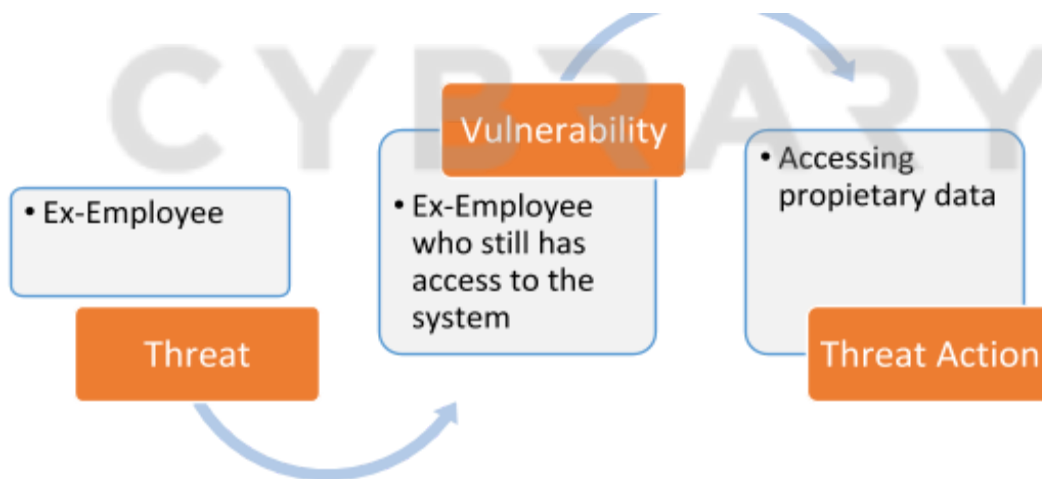 CYBRARY
• Ex-Employee
Threat
Vulnerability
• Ex-Employee
who still has
access to the
system
• Accessing
propietary data
Threat Action